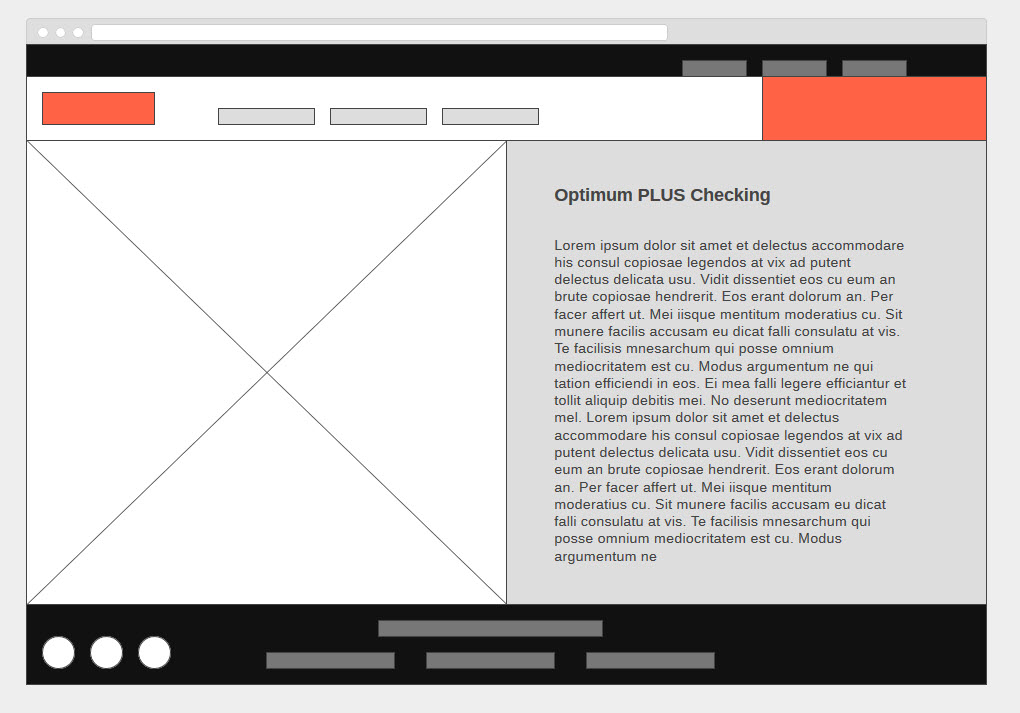 Optimum PLUS Checking
Lorem ipsum dolor sit amet et delectus accommodare
his consul copiosae legendos at vix ad putent
delectus delicata usu. Vidit dissentiet eos cu eum an
brute copiosae hendrerit. Eos erant dolorum an. Per
facer affert ut. Mei iisque mentitum moderatius cu. Sit
munere facilis accusam eu dicat falli consulatu at vis.
Te facilisis mnesarchum qui posse omnium
mediocritatem est cu. Modus argumentum ne qui
tation efficiendi in eos. Ei mea falli legere efficiantur et
tollit aliquip debitis mei. No deserunt mediocritatem
mel. Lorem ipsum dolor sit amet et delectus
accommodare his consul copiosae legendos at vix ad
putent delectus delicata usu. Vidit dissentiet eos cu
eum an brute copiosae hendrerit. Eos erant dolorum
an. Per facer affert ut. Mei iisque mentitum
moderatius cu. Sit munere facilis accusam eu dicat
falli consulatu at vis. Te facilisis mnesarchum qui
posse omnium mediocritatem est cu. Modus
argumentum ne